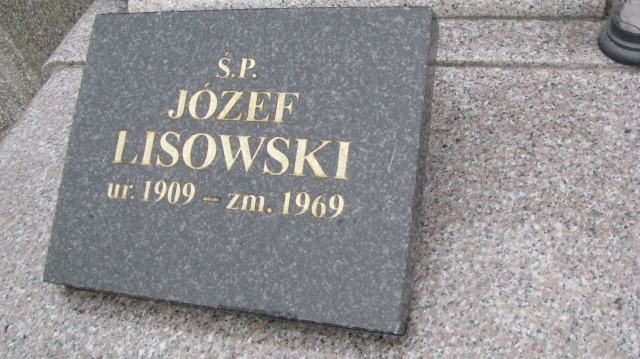 Ś.P.
JÓZEF
LISOWSKI
ur. 1909 – zm. 1969